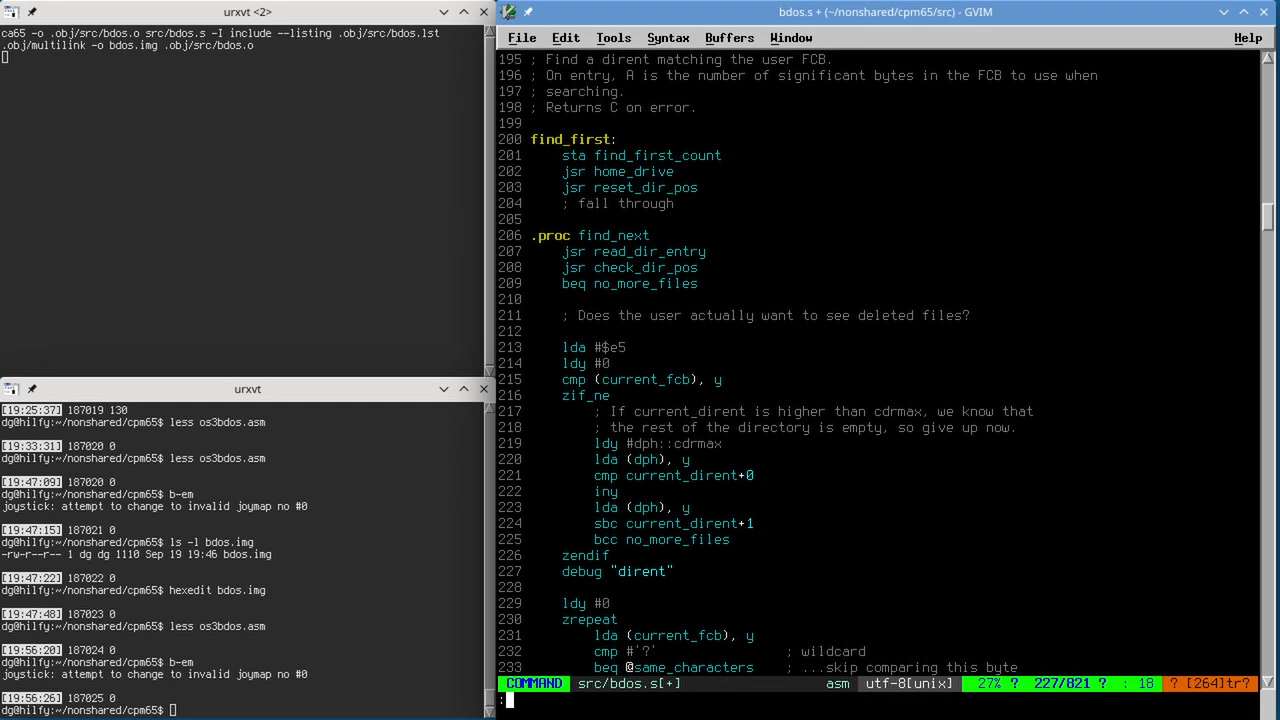 urxvt <2>
ca65 -o .obj/src/bdos.o src/bdos.s -I include --listing .obj/src/bdos.lst
.obj/multilink -o bdos.img .obj/src/bdos.o
urxvt
[19:25:37] 187019 130
dg@hilfy:~/nonshared/cpm65$ less os3bdos.asm
[19:33:31] 187020 0
dg@hilfy:~/nonshared/cpm65$ less os3bdos.asm
[19:47:09] 187020 0
dg@hilfy:~/nonshared/cpm65$ b-em
joystick: attempt to change to invalid joymap no #0
[19:47:15] 187021 0
dg@hilfy:~/nonshared/cpm65$ ls -l bdos.img
-rw-r--r-- 1 dg dg 1110 Sep 19 19:46 bdos.img
[19:47:22] 187022 0
dg@hilfy:~/nonshared/cpm65$ hexedit bdos.img
[19:47:48] 187023 0
dg@hilfy:~/nonshared/cpm65$ less os3bdos.asm
[19:56:20] 187024 0
dg@hilfy:~/nonshared/cpm65$ b-em
joystick: attempt to change to invalid joymap no #0
[19:56:26] 187025 0
dg@hilfy:~/nonshared/cpm65$
bdos.s + (~/nonshared/cpm65/src) - GVIM
File Edit Tools Syntax Buffers Window Help
195 ; Find a dirent matching the user FCB.
196 ; On entry, A is the number of significant bytes in the FCB to use when
197 ; searching.
198 ; Returns C on error.
199
200 find_first:
201     sta find_first_count
202     jsr home_drive
203     jsr reset_dir_pos
204     ; fall through
205
206 .proc find_next
207     jsr read_dir_entry
208     jsr check_dir_pos
209     beq no_more_files
210
211     ; Does the user actually want to see deleted files?
212
213     lda #$e5
214     ldy #0
215     cmp (current_fcb), y
216     zif_ne
217         ; If current_dirent is higher than cdrmax, we know that
218         ; the rest of the directory is empty, so give up now.
219         ldy #dph::cdrmax
220         lda (dph), y
221         cmp current_dirent+0
222         iny
223         lda (dph), y
224         sbc current_dirent+1
225         bcc no_more_files
226     zendif
227     debug "dirent"
228
229     ldy #0
230     zrepeat
231         lda (current_fcb), y
232         cmp #'?'                ; wildcard
233         beq @same_characters    ; ...skip comparing this byte
COMMAND src/bdos.s[+] asm utf-8[unix] 27% ? 227/821 ? : 18 ? [264]tr?
: